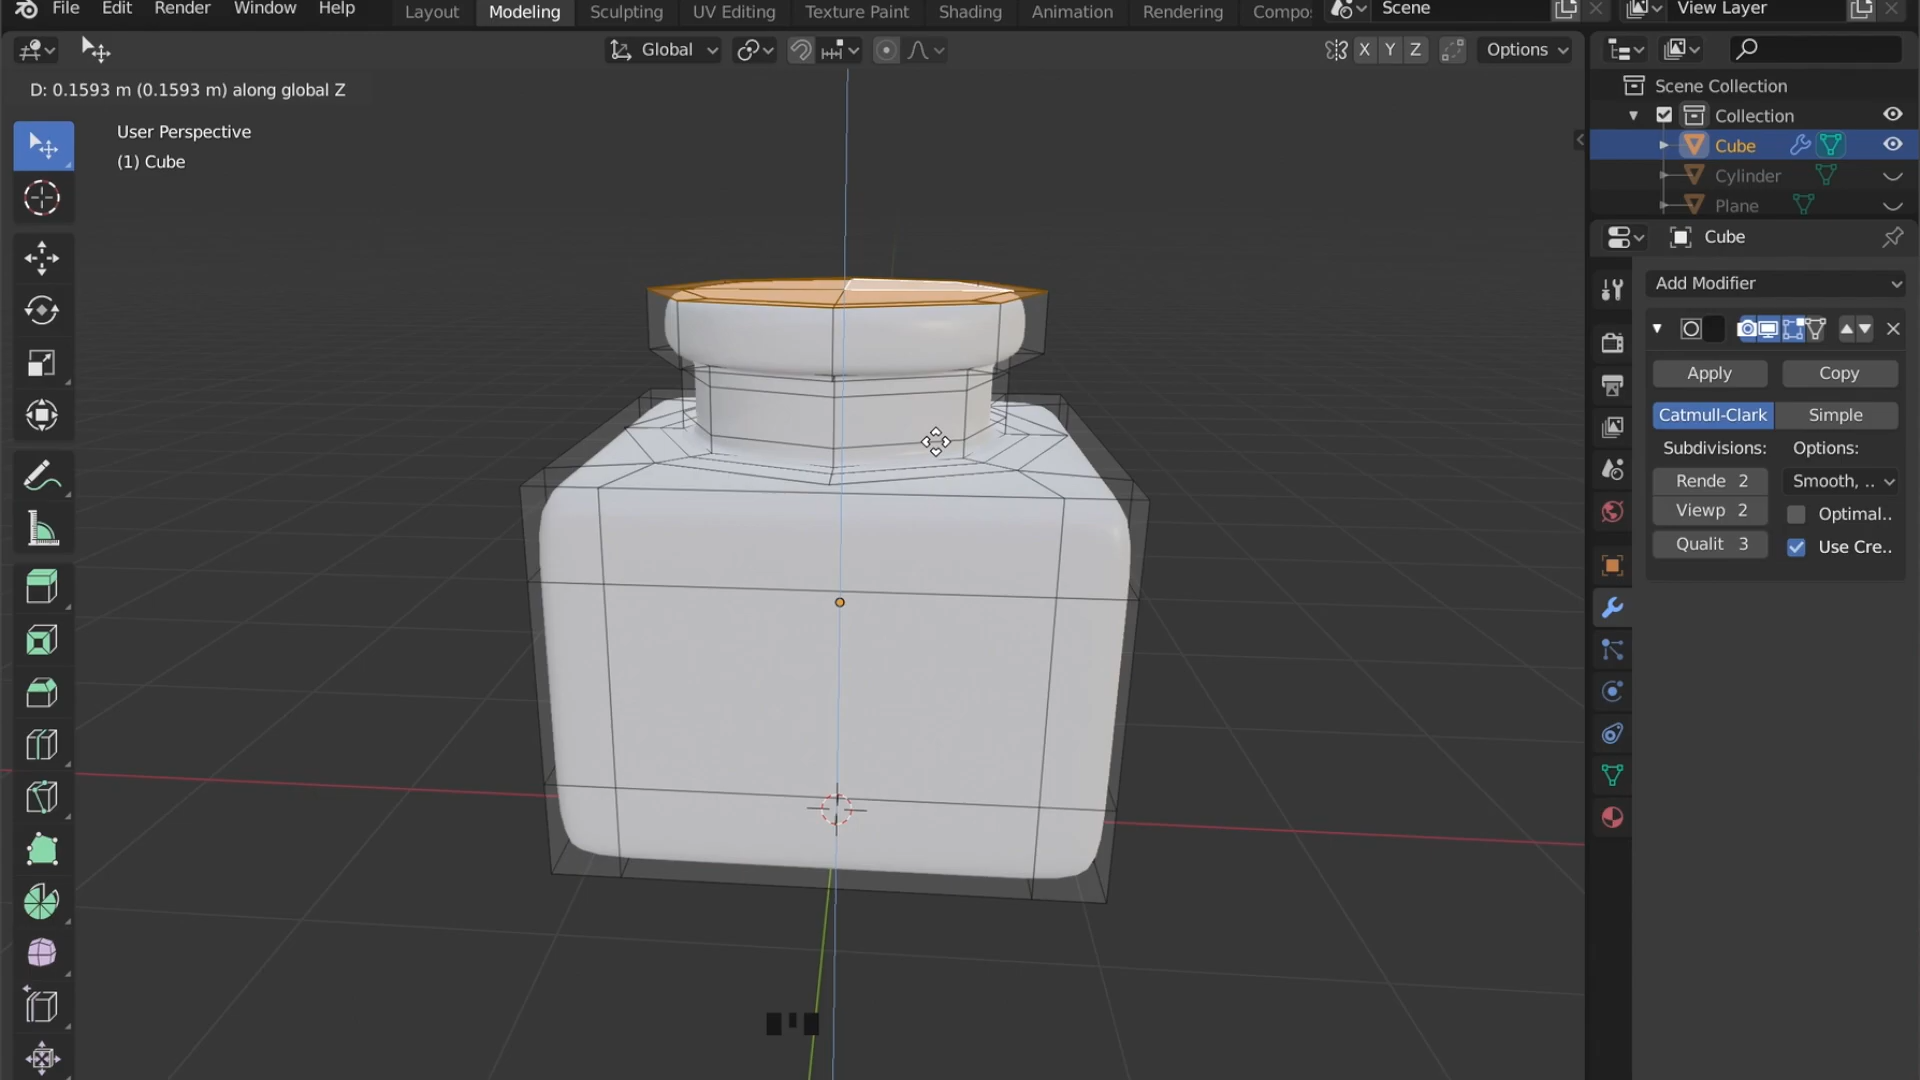 File Edit Render Window Help Layout Modeling Sculpting UV Editing Texture Paint Shading Animation Rendering Compo: Scene View Layer
Global X Y Z Options
D: 0.1593 m (0.1593 m) along global Z
User Perspective
(1) Cube
Scene Collection
Collection
Cube
Cylinder
Plane
Cube
Add Modifier
Apply Copy
Catmull-Clark Simple
Subdivisions: Options:
Rende 2 Smooth, ..
Viewp 2 Optimal..
Qualit 3 Use Cre..